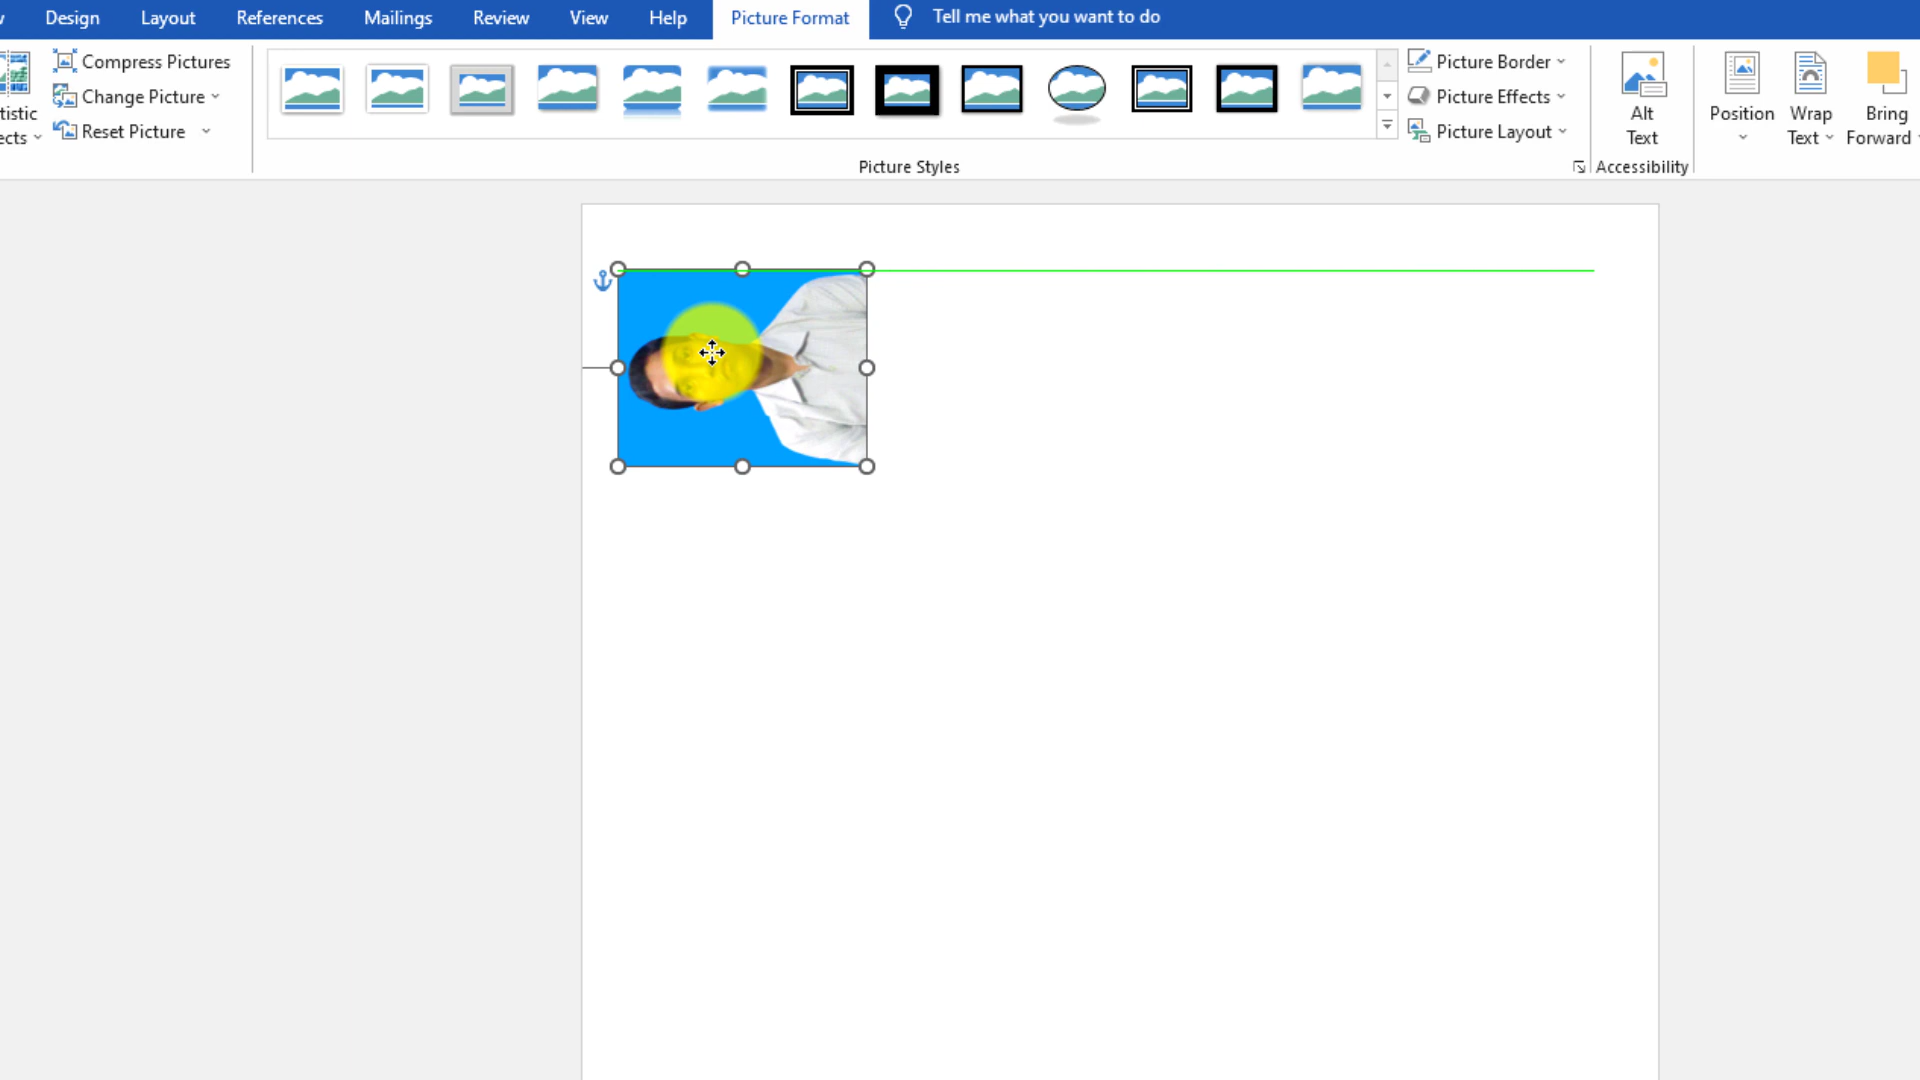 Design Layout References Mailings Review View Help Picture Format Tell me what you want to do
Compress Pictures
Change Picture
Reset Picture
Picture Styles
Picture Border
Picture Effects
Picture Layout
Alt
Text
Accessibility
Position
Wrap
Text
Bring
Forward